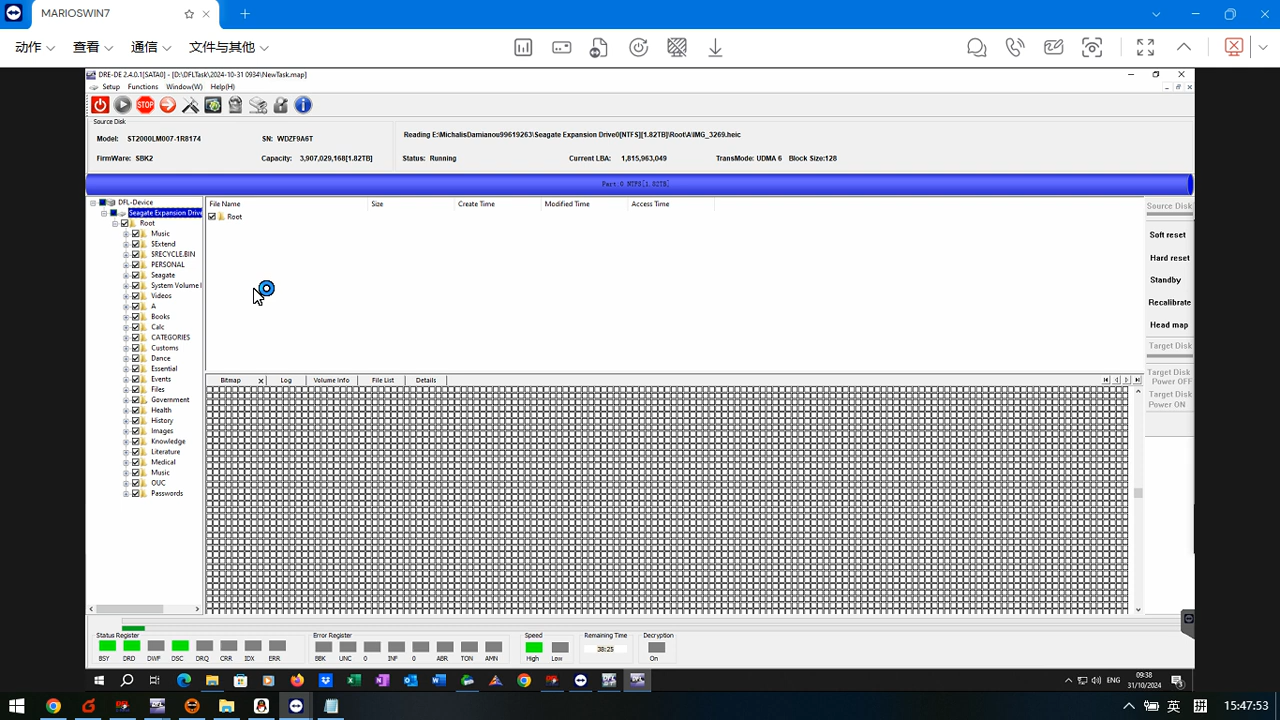 MARIOSWIN7
动作 查看 通信 文件与其他
DRE-DE 2.4.0.1[SATA0] - [D:\DFLTask\2024-10-31 0934\NewTask.map]
Setup Functions Window(W) Help(H)
STOP
Source Disk
Model: ST2000LM007-1R8174 SN: WDZF9A6T
Reading E:\MichalisDamianou99619263\Seagate Expansion Drive0[NTFS][1.82TB]\Root\A\IMG_3269.heic
FirmWare: SBK2 Capacity: 3,907,029,168[1.82TB] Status: Running Current LBA: 1,815,963,049 TransMode: UDMA 6 Block Size:128
Part:0 NTFS[1.82TB]
DFL-Device
Seagate Expansion Drive
Root
Music
$Extend
$RECYCLE.BIN
PERSONAL
Seagate
System Volume I
Videos
A
Books
Calc
CATEGORIES
Customs
Dance
Essential
Events
Files
Government
Health
History
Images
Knowledge
Literature
Medical
Music
OUC
Passwords
File Name Size Create Time Modified Time Access Time
Root
Bitmap x Log Volume Info File List Details
Source Disk
Soft reset
Hard reset
Standby
Recalibrate
Head map
Target Disk
Target Disk
Power OFF
Target Disk
Power ON
Status Register Error Register Speed Remaining Time Decryption
38:25
BSY DRD DWF DSC DRQ CRR IDX ERR BBK UNC 0 INF 0 ABR TON AMN High Low On
ENG
09:38
31/10/2024
英 拼 15:47:53